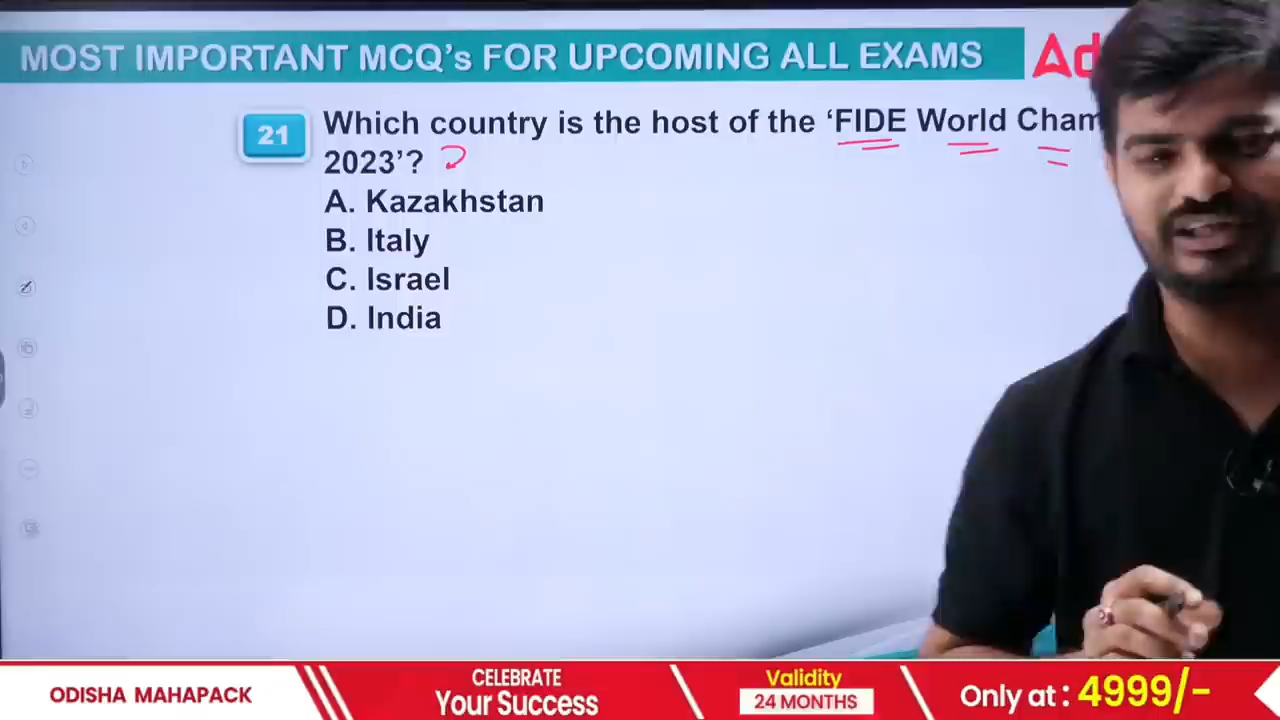 MOST IMPORTANT MCQ's FOR UPCOMING ALL EXAMS
21
Which country is the host of the ‘FIDE World
2023’?
A. Kazakhstan
B. Italy
C. Israel
D. India
ODISHA MAHAPACK
CELEBRATE
Your Success
Validity
24 MONTHS
Only at : 4999/-